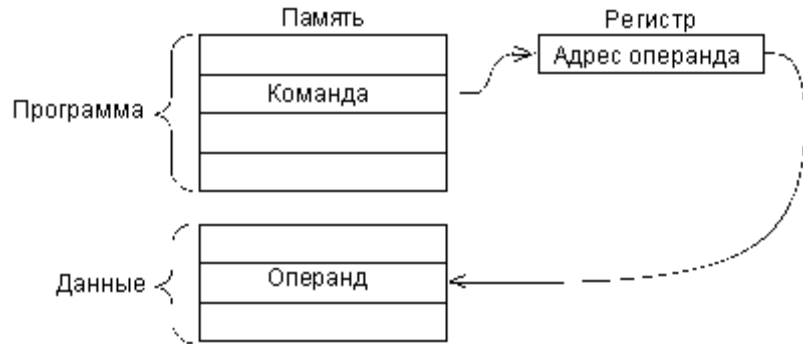 Память
Регистр
Адрес операнда
Команда
Программа
Операнд
Данные